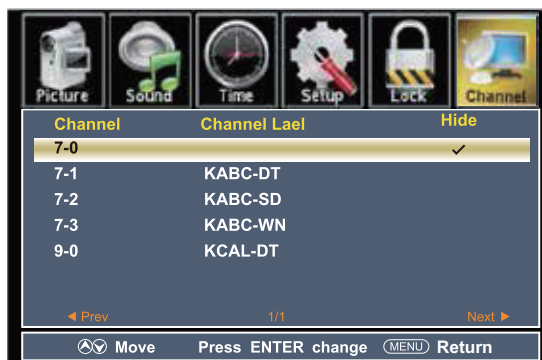 Picture Sound Time Setup Lock Channel
Channel Channel Lael Hide
7-0 ✓
7-1 KABC-DT
7-2 KABC-SD
7-3 KABC-WN
9-0 KCAL-DT
◀ Prev 1/1 Next ▶
Move Press ENTER change MENU Return